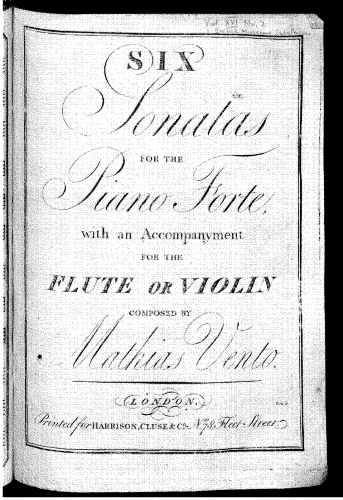 SIX
Sonatas
FOR THE
Piano Forte,
with an Accompanyment
FOR THE
FLUTE OR VIOLIN
COMPOSED BY
Mathias Vento.
LONDON.
Printed for HARRISON, CLUSE & Co. No. 78, Fleet Street.